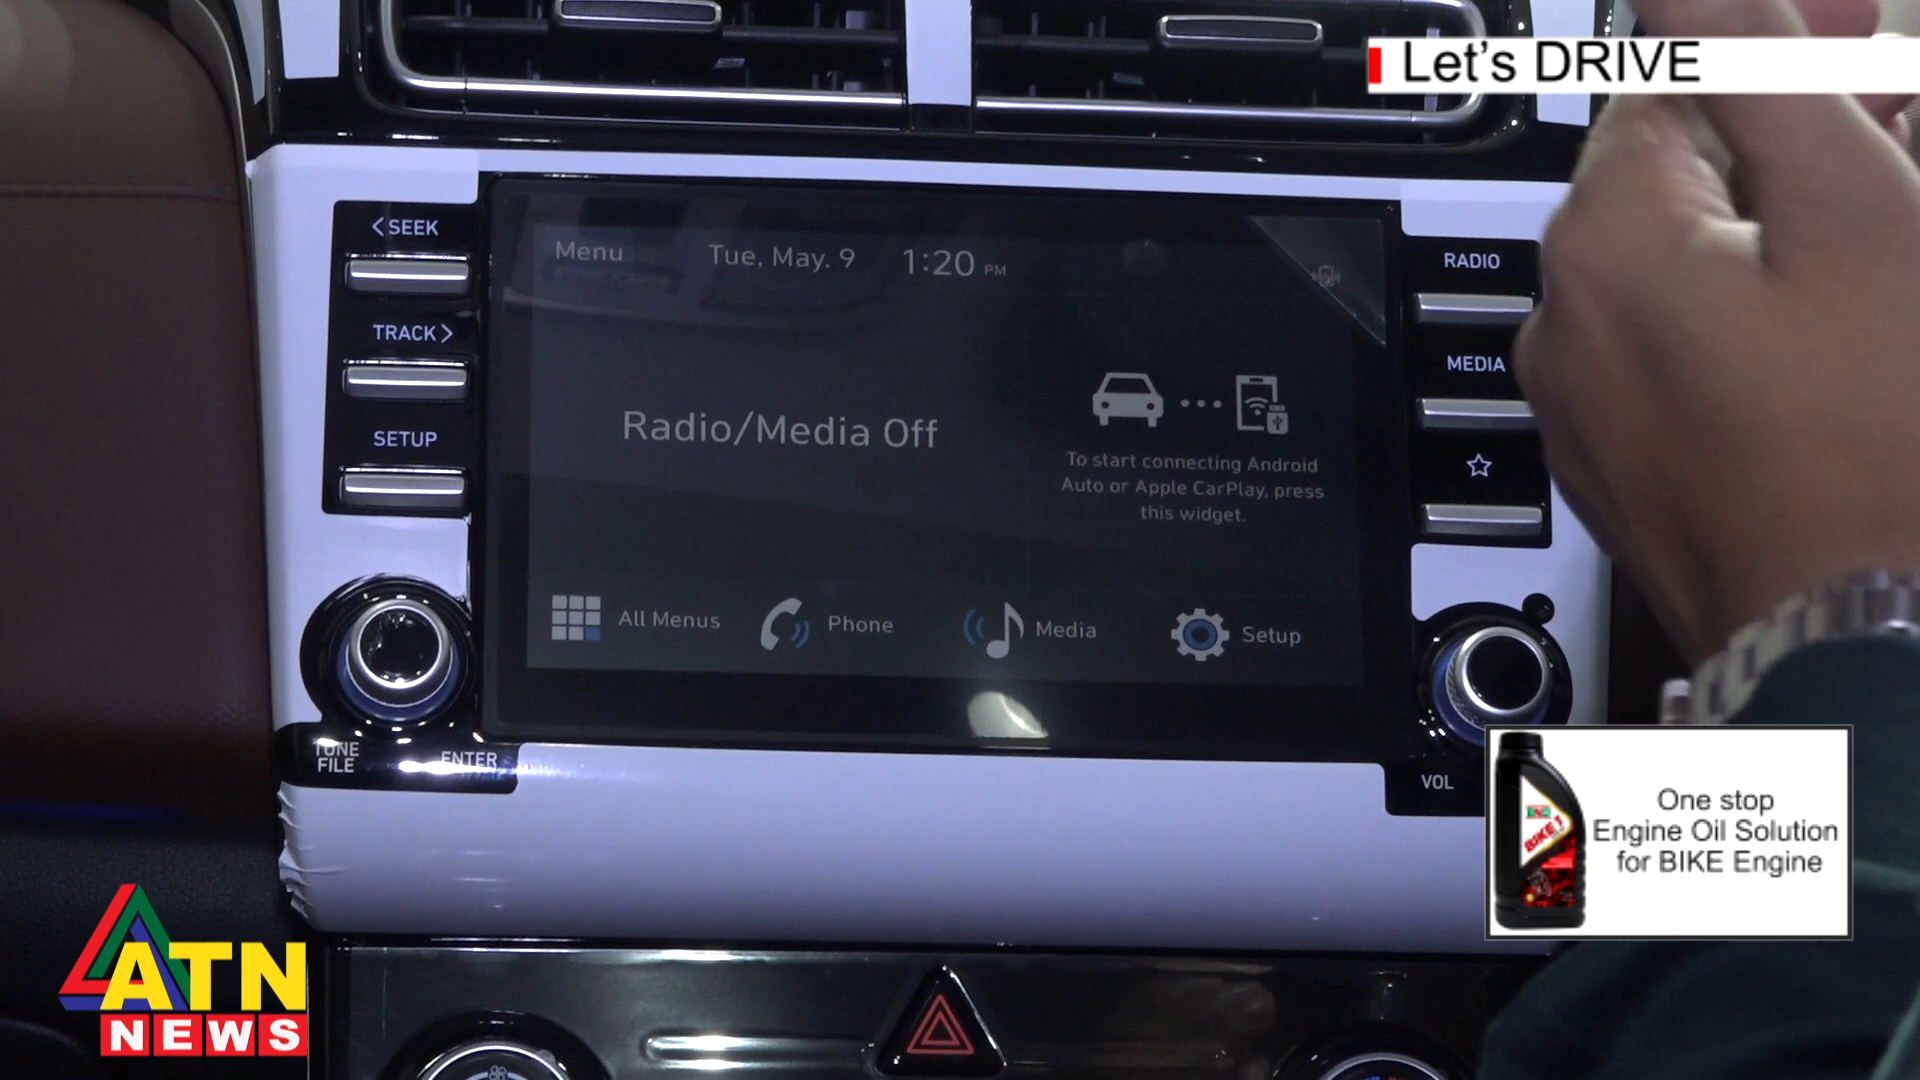 Let's DRIVE
< SEEK
TRACK >
SETUP
TUNE
FILE
ENTER
Menu
Tue, May. 9
1:20 PM
Radio/Media Off
To start connecting Android
Auto or Apple CarPlay, press
this widget.
All Menus
Phone
Media
Setup
RADIO
MEDIA
VOL
BIKE
One stop
Engine Oil Solution
for BIKE Engine
ATN
NEWS